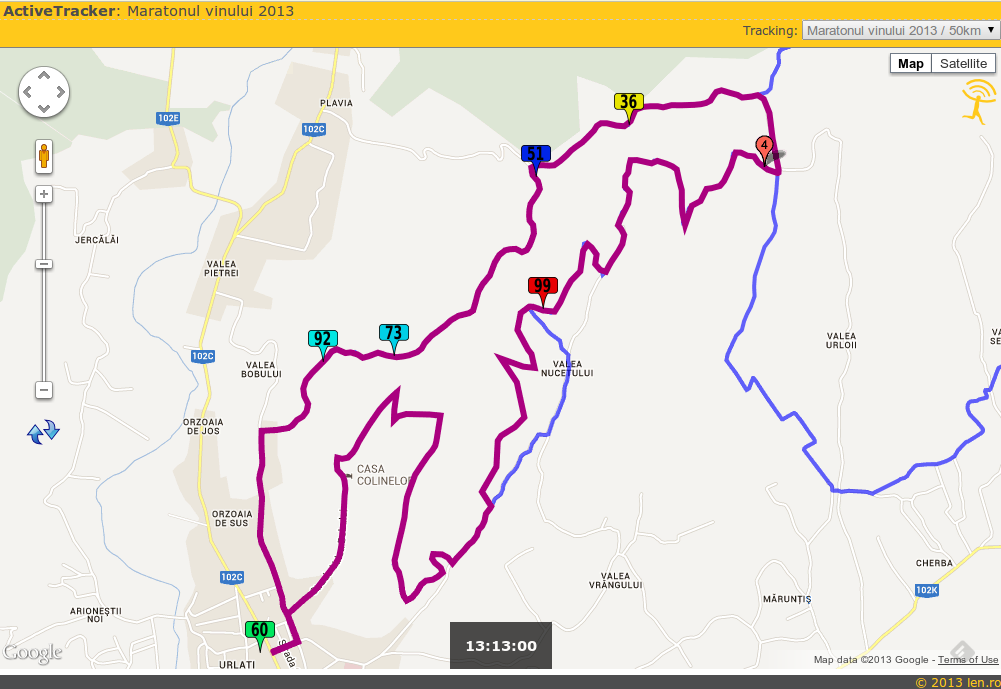 ActiveTracker: Maratonul vinului 2013
Tracking: Maratonul vinului 2013 / 50km
Map Satellite
PLAVIA
36
102E
102C
4
51
JERCĂLĂI
VALEA
PIETREI
99
92
73
VALEA
URLOII
102C
VALEA
BOBULUI
VALEA
NUCETULUI
ORZOAIA
DE JOS
CASA
COLINELOR
ORZOAIA
DE SUS
102C
VALEA
VRÂNGULUI
CHERBA
102K
MĂRUNȚIȘ
ARIONEȘTII
NOI
60
13:13:00
Google
URLAȚI
Strada
Map data ©2013 Google - Terms of Use
© 2013 len.ro